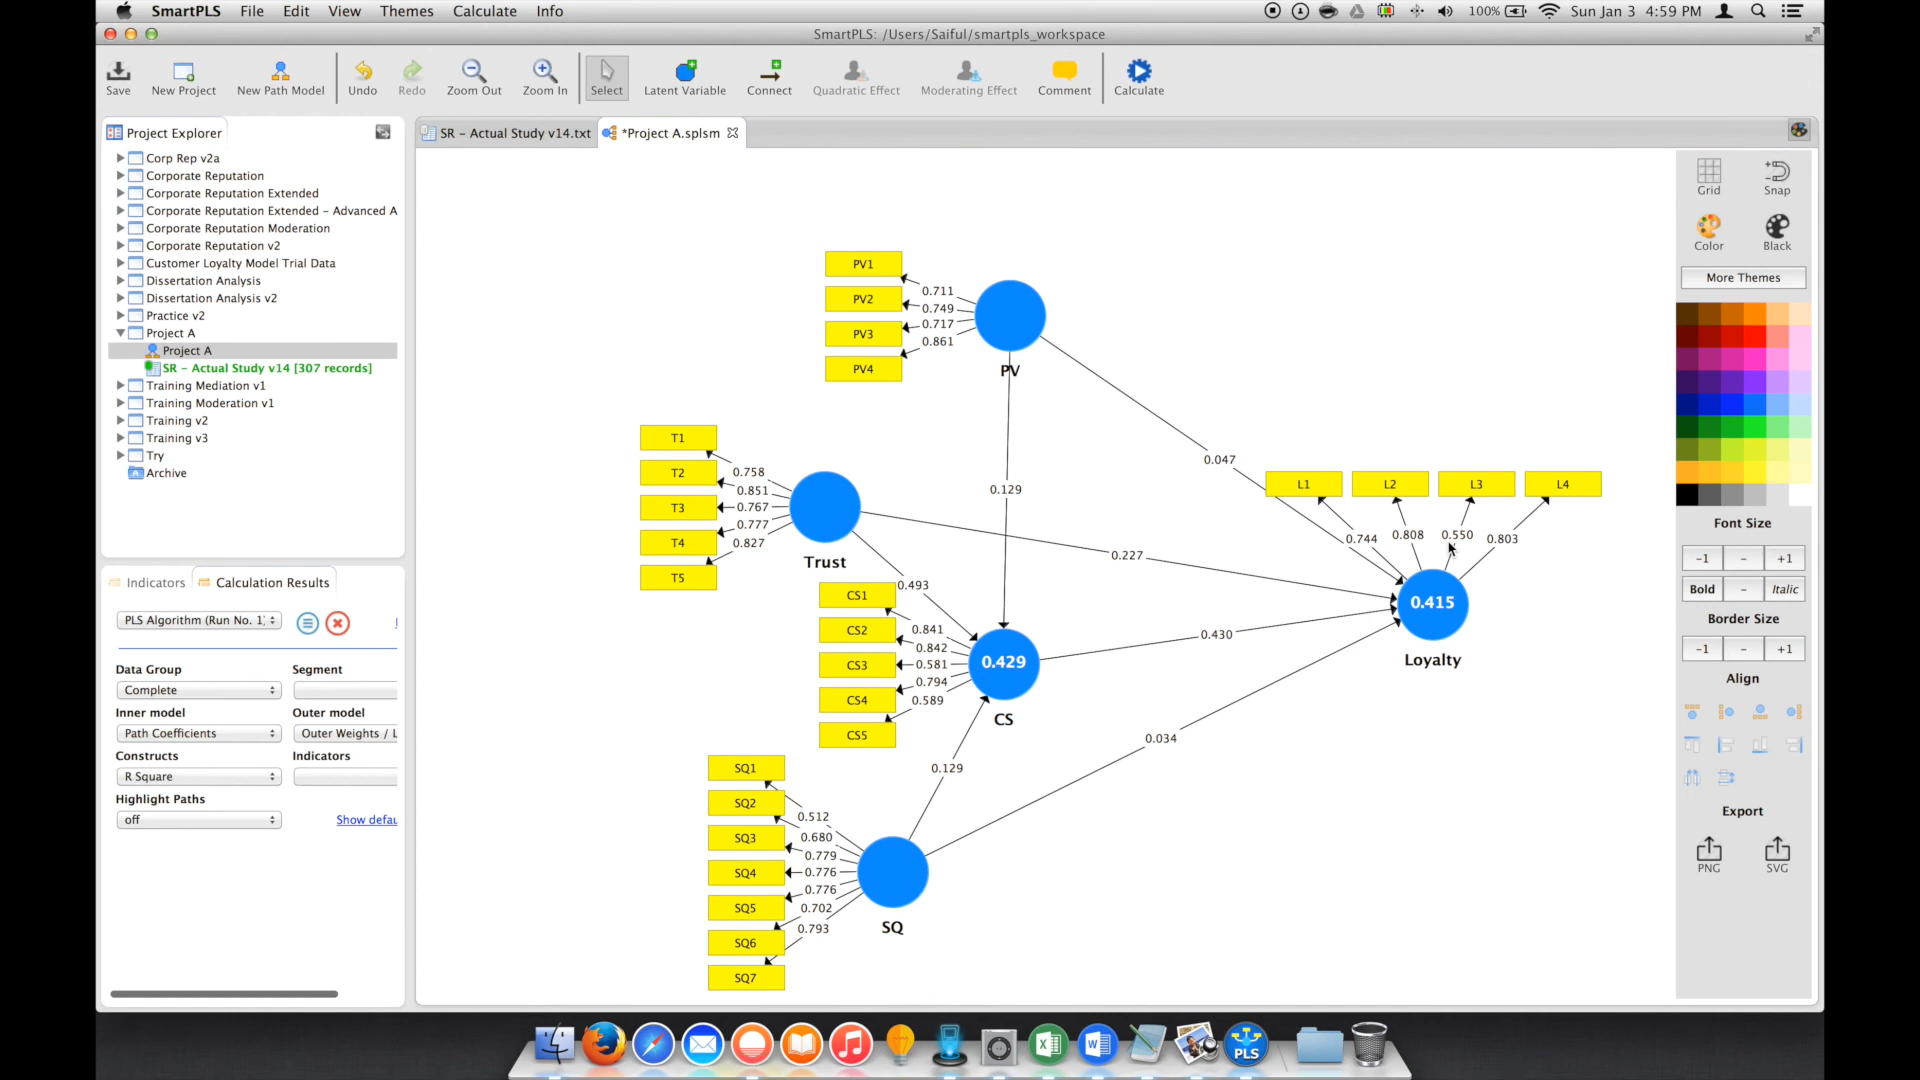 SmartPLS File Edit View Themes Calculate Info
100% Sun Jan 3 4:59 PM
SmartPLS: /Users/Saiful/smartpls_workspace
Save New Project New Path Model Undo Redo Zoom Out Zoom In Select Latent Variable Connect Quadratic Effect Moderating Effect Comment Calculate
Project Explorer
Corp Rep v2a
Corporate Reputation
Corporate Reputation Extended
Corporate Reputation Extended - Advanced A
Corporate Reputation Moderation
Corporate Reputation v2
Customer Loyalty Model Trial Data
Dissertation Analysis
Dissertation Analysis v2
Practice v2
Project A
Project A
SR - Actual Study v14 [307 records]
Training Mediation v1
Training Moderation v1
Training v2
Training v3
Try
Archive
Indicators Calculation Results
PLS Algorithm (Run No. 1)
Data Group Segment
Complete
Inner model Outer model
Path Coefficients Outer Weights / L
Constructs Indicators
R Square
Highlight Paths
off Show defau
SR - Actual Study v14.txt *Project A.splsm
PV1
PV2
PV3
PV4
0.711
0.749
0.717
0.861
PV
0.047
0.129
T1
T2
T3
T4
T5
0.758
0.851
0.767
0.777
0.827
Trust
0.227
0.493
L1 L2 L3 L4
0.744 0.808 0.550 0.803
0.415
Loyalty
CS1
CS2
CS3
CS4
CS5
0.841
0.842
0.581
0.794
0.589
0.429
CS
0.430
0.034
0.129
SQ1
SQ2
SQ3
SQ4
SQ5
SQ6
SQ7
0.512
0.680
0.779
0.776
0.776
0.702
0.793
SQ
Grid Snap
Color Black
More Themes
Font Size
-1 - +1
Bold - Italic
Border Size
-1 - +1
Align
Export
PNG SVG
PLS